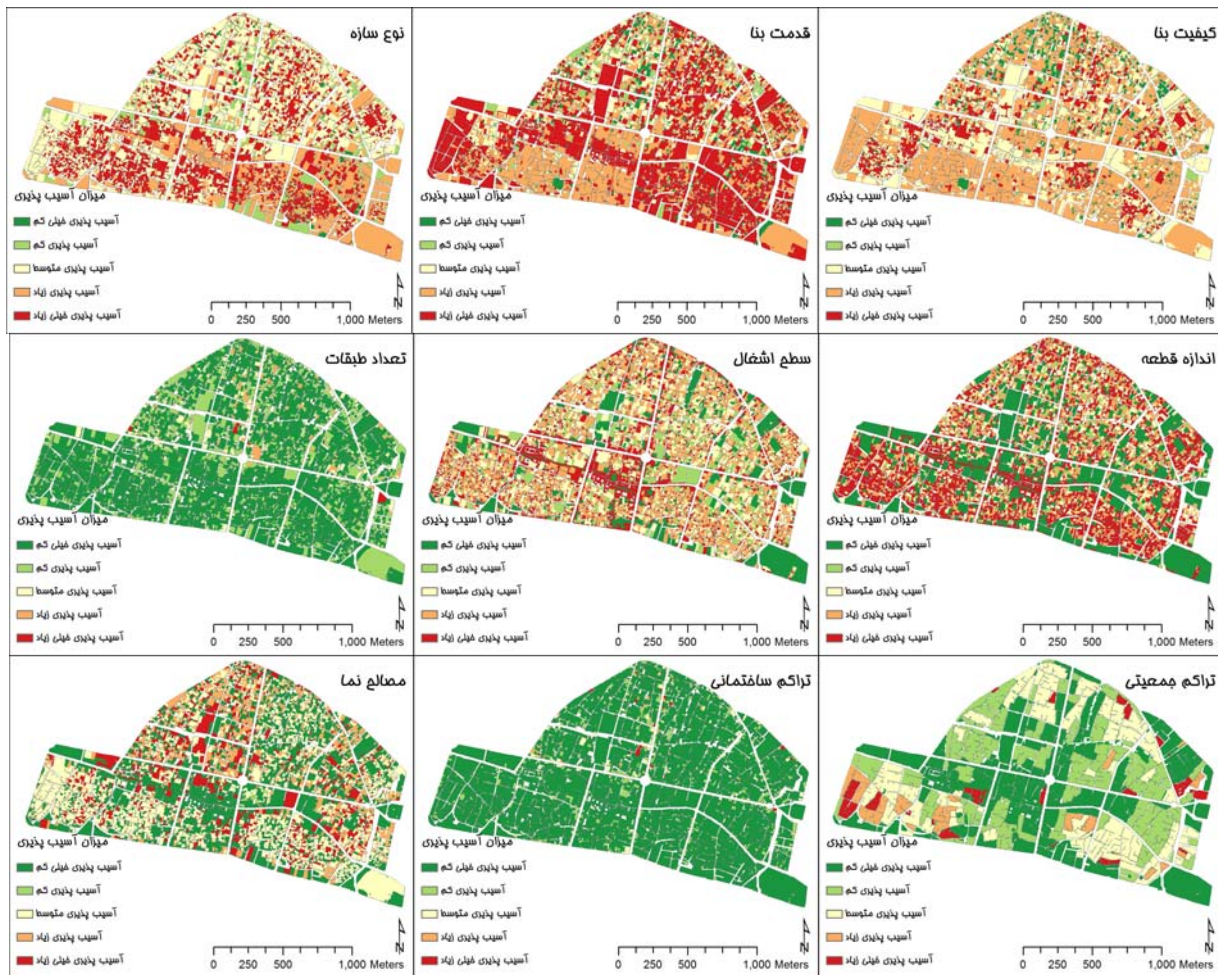 کیفیت بنا
میزان آسیب پذیری
آسیب پذیری خیلی کم
آسیب پذیری کم
آسیب پذیری متوسط
آسیب پذیری زیاد
آسیب پذیری خیلی زیاد
N
0 250 500 1,000 Meters
قدمت بنا
میزان آسیب پذیری
آسیب پذیری خیلی کم
آسیب پذیری کم
آسیب پذیری متوسط
آسیب پذیری زیاد
آسیب پذیری خیلی زیاد
N
0 250 500 1,000 Meters
نوع سازه
میزان آسیب پذیری
آسیب پذیری خیلی کم
آسیب پذیری کم
آسیب پذیری متوسط
آسیب پذیری زیاد
آسیب پذیری خیلی زیاد
N
0 250 500 1,000 Meters
اندازه قطعه
میزان آسیب پذیری
آسیب پذیری خیلی کم
آسیب پذیری کم
آسیب پذیری متوسط
آسیب پذیری زیاد
آسیب پذیری خیلی زیاد
N
0 250 500 1,000 Meters
سطح اشغال
میزان آسیب پذیری
آسیب پذیری خیلی کم
آسیب پذیری کم
آسیب پذیری متوسط
آسیب پذیری زیاد
آسیب پذیری خیلی زیاد
N
0 250 500 1,000 Meters
تعداد طبقات
میزان آسیب پذیری
آسیب پذیری خیلی کم
آسیب پذیری کم
آسیب پذیری متوسط
آسیب پذیری زیاد
آسیب پذیری خیلی زیاد
N
0 250 500 1,000 Meters
تراکم جمعیتی
میزان آسیب پذیری
آسیب پذیری خیلی کم
آسیب پذیری کم
آسیب پذیری متوسط
آسیب پذیری زیاد
آسیب پذیری خیلی زیاد
N
0 250 500 1,000 Meters
تراکم ساختمانی
میزان آسیب پذیری
آسیب پذیری خیلی کم
آسیب پذیری کم
آسیب پذیری متوسط
آسیب پذیری زیاد
آسیب پذیری خیلی زیاد
N
0 250 500 1,000 Meters
مصالح نما
میزان آسیب پذیری
آسیب پذیری خیلی کم
آسیب پذیری کم
آسیب پذیری متوسط
آسیب پذیری زیاد
آسیب پذیری خیلی زیاد
N
0 250 500 1,000 Meters